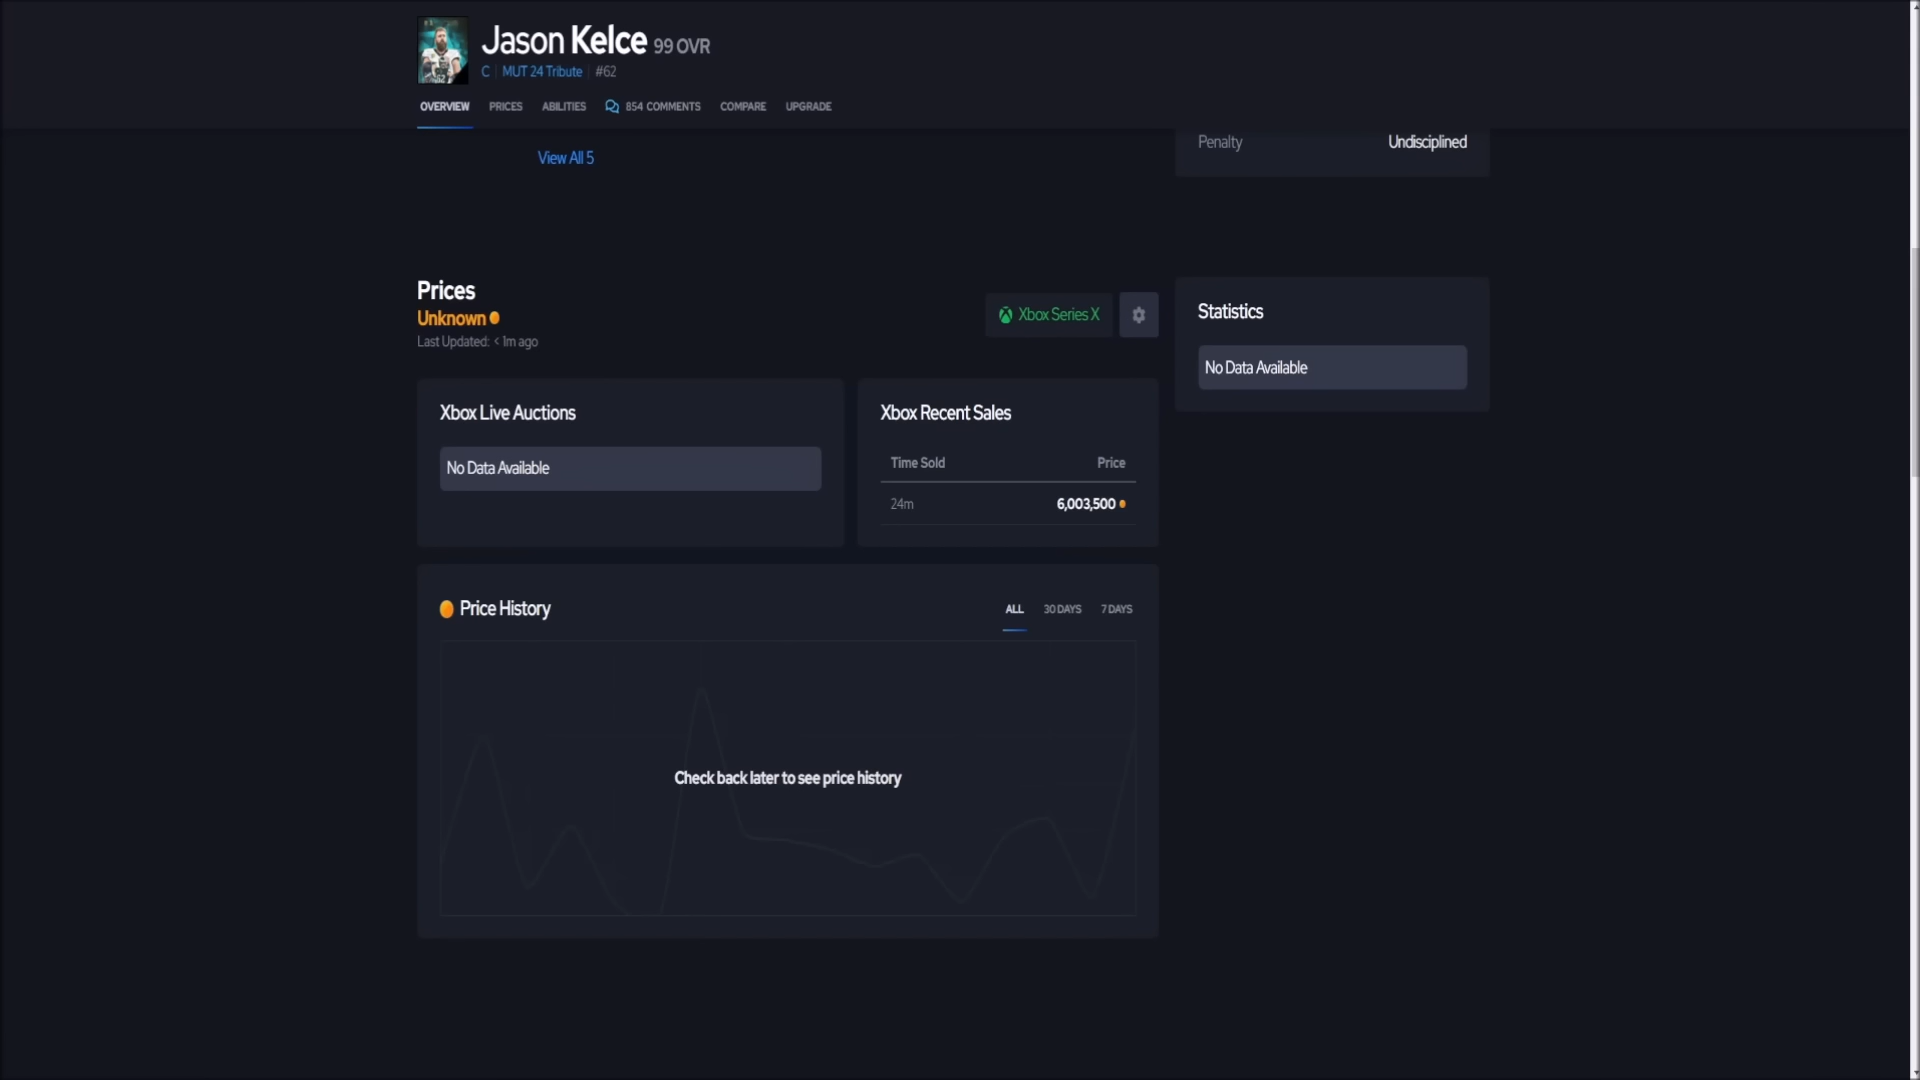 Jason Kelce 99 OVR
C MUT 24 Tribute #62
OVERVIEW PRICES ABILITIES 854 COMMENTS COMPARE UPGRADE
View All 5
Penalty Undisciplined
Prices
Unknown
Last Updated: < 1m ago
Xbox Series X
Statistics
No Data Available
Xbox Live Auctions
No Data Available
Xbox Recent Sales
Time Sold Price
24m 6,003,500
Price History
ALL 30 DAYS 7 DAYS
Check back later to see price history